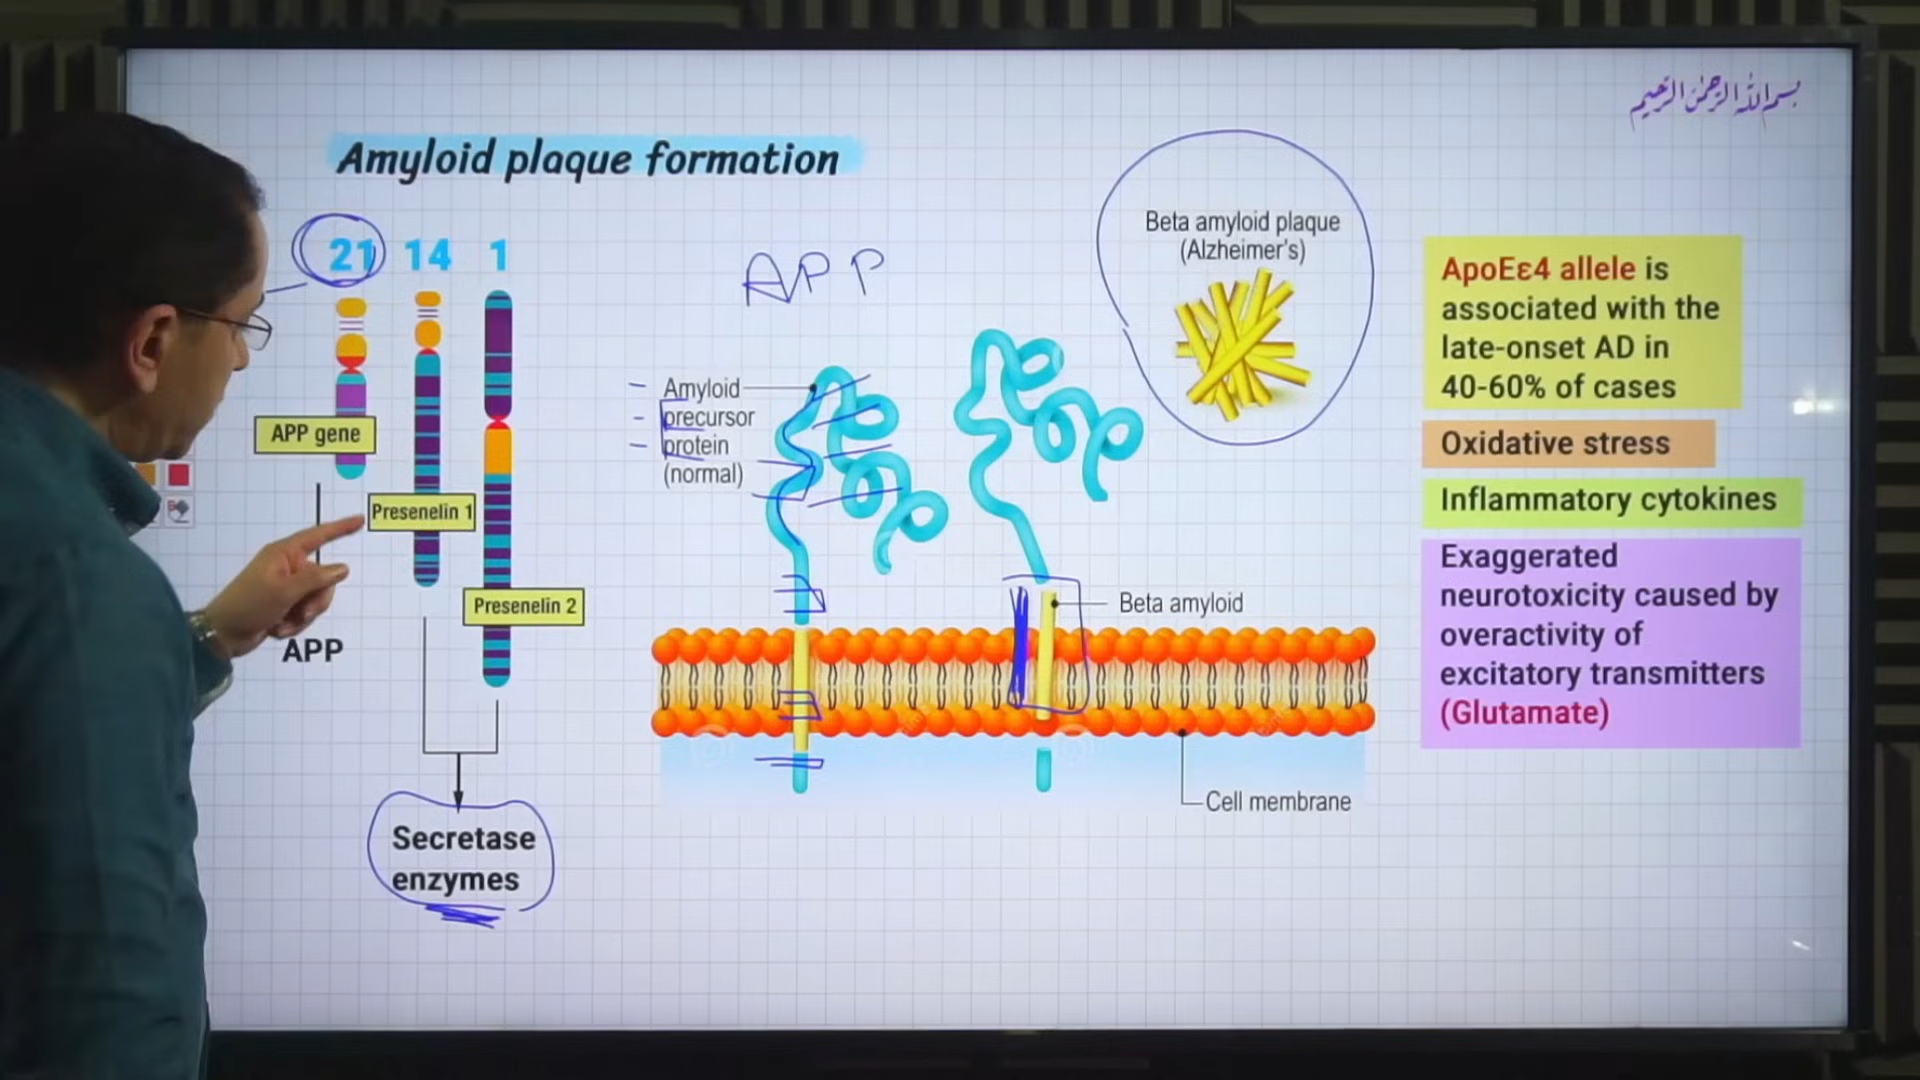 بسم الله الرحمن الرحيم
Amyloid plaque formation
21 14 1
APP gene
Presenelin 1
Presenelin 2
APP
Secretase
enzymes
APP
Amyloid
precursor
protein
(normal)
Beta amyloid plaque
(Alzheimer's)
Beta amyloid
Cell membrane
ApoEε4 allele is
associated with the
late-onset AD in
40-60% of cases
Oxidative stress
Inflammatory cytokines
Exaggerated
neurotoxicity caused by
overactivity of
excitatory transmitters
(Glutamate)